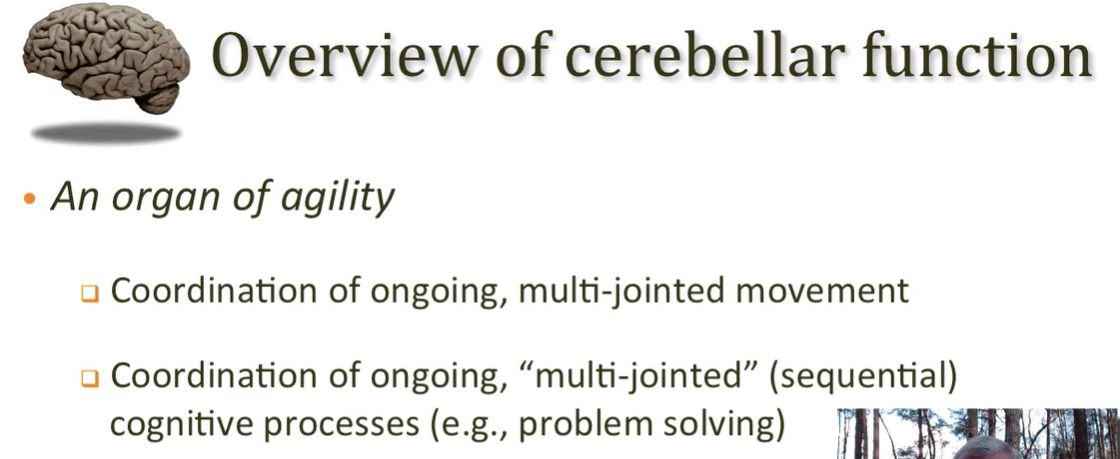 Overview of cerebellar function
• An organ of agility
❑ Coordination of ongoing, multi-jointed movement
❑ Coordination of ongoing, “multi-jointed” (sequential)
cognitive processes (e.g., problem solving)